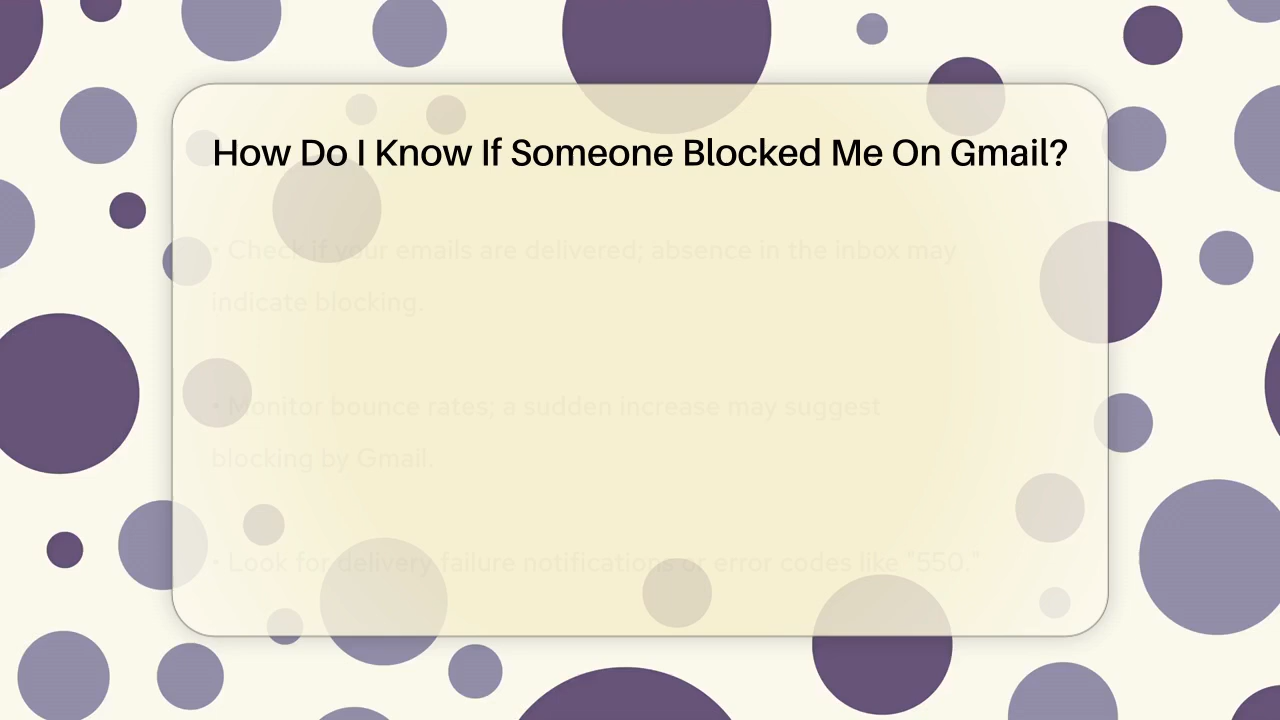 How Do I Know If Someone Blocked Me On Gmail?
• Check if your emails are delivered; absence in the inbox may
indicate blocking.
• Monitor bounce rates; a sudden increase may suggest
blocking by Gmail.
• Look for delivery failure notifications or error codes like "550."